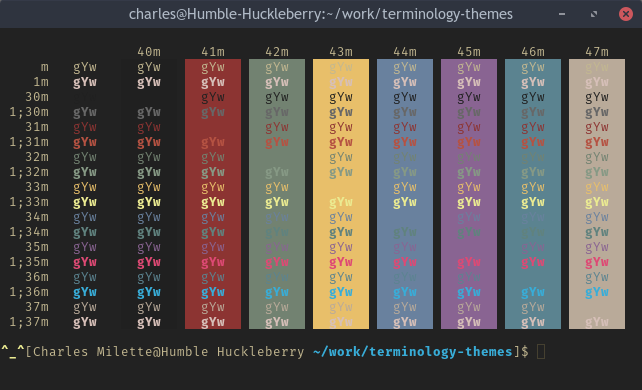 charles@Humble-Huckleberry:~/work/terminology-themes
40m 41m 42m 43m 44m 45m 46m 47m
m gYw gYw gYw gYw gYw gYw gYw gYw gYw
1m gYw gYw gYw gYw gYw gYw gYw gYw gYw
30m gYw gYw gYw gYw gYw gYw gYw
1;30m gYw gYw gYw gYw gYw gYw gYw gYw gYw
31m gYw gYw gYw gYw gYw gYw gYw gYw
1;31m gYw gYw gYw gYw gYw gYw gYw gYw gYw
32m gYw gYw gYw gYw gYw gYw gYw gYw
1;32m gYw gYw gYw gYw gYw gYw gYw gYw gYw
33m gYw gYw gYw gYw gYw gYw gYw gYw
1;33m gYw gYw gYw gYw gYw gYw gYw gYw gYw
34m gYw gYw gYw gYw gYw gYw gYw gYw
1;34m gYw gYw gYw gYw gYw gYw gYw gYw gYw
35m gYw gYw gYw gYw gYw gYw gYw gYw
1;35m gYw gYw gYw gYw gYw gYw gYw gYw gYw
36m gYw gYw gYw gYw gYw gYw gYw gYw
1;36m gYw gYw gYw gYw gYw gYw gYw gYw gYw
37m gYw gYw gYw gYw gYw gYw gYw gYw
1;37m gYw gYw gYw gYw gYw gYw gYw gYw gYw
^_^[Charles Milette@Humble Huckleberry ~/work/terminology-themes]$